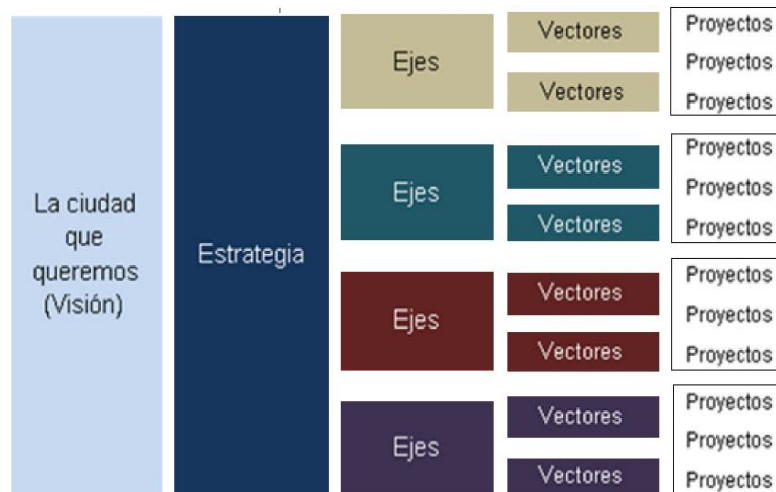 La ciudad
que
queremos
(Visión)
Estrategia
Ejes
Vectores
Vectores
Proyectos
Proyectos
Proyectos
Ejes
Vectores
Vectores
Proyectos
Proyectos
Proyectos
Ejes
Vectores
Vectores
Proyectos
Proyectos
Proyectos
Ejes
Vectores
Vectores
Proyectos
Proyectos
Proyectos